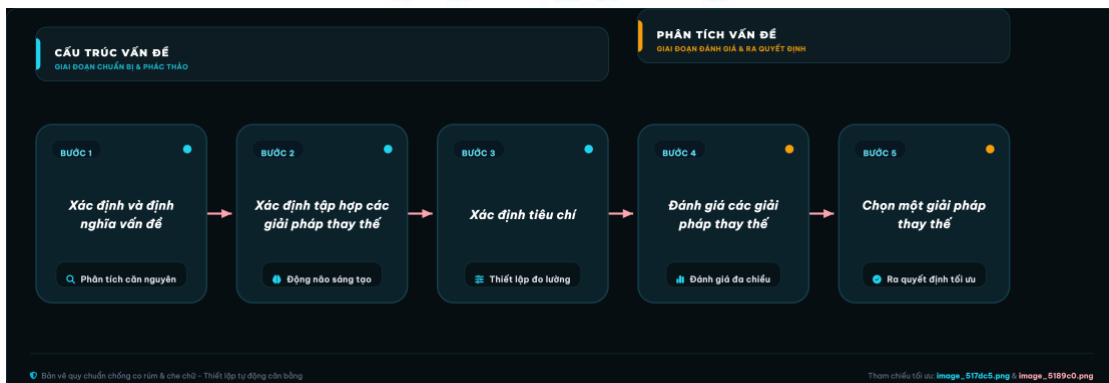 CẤU TRÚC VẤN ĐỀ
GIAI ĐOẠN CHUẨN BỊ & PHÁC THẢO
PHÂN TÍCH VẤN ĐỀ
GIAI ĐOẠN ĐÁNH GIÁ & RA QUYẾT ĐỊNH
BƯỚC 1
Xác định và định
nghĩa vấn đề
Phân tích căn nguyên
BƯỚC 2
Xác định tập hợp các
giải pháp thay thế
Động não sáng tạo
BƯỚC 3
Xác định tiêu chí
Thiết lập đo lường
BƯỚC 4
Đánh giá các giải
pháp thay thế
Đánh giá đa chiều
BƯỚC 5
Chọn một giải pháp
thay thế
Ra quyết định tối ưu
Bản vẽ quy chuẩn chống co rúm & che chữ - Thiết lập tự động cân bằng
Tham chiếu tối ưu: image_517dc5.png & image_5189c0.png